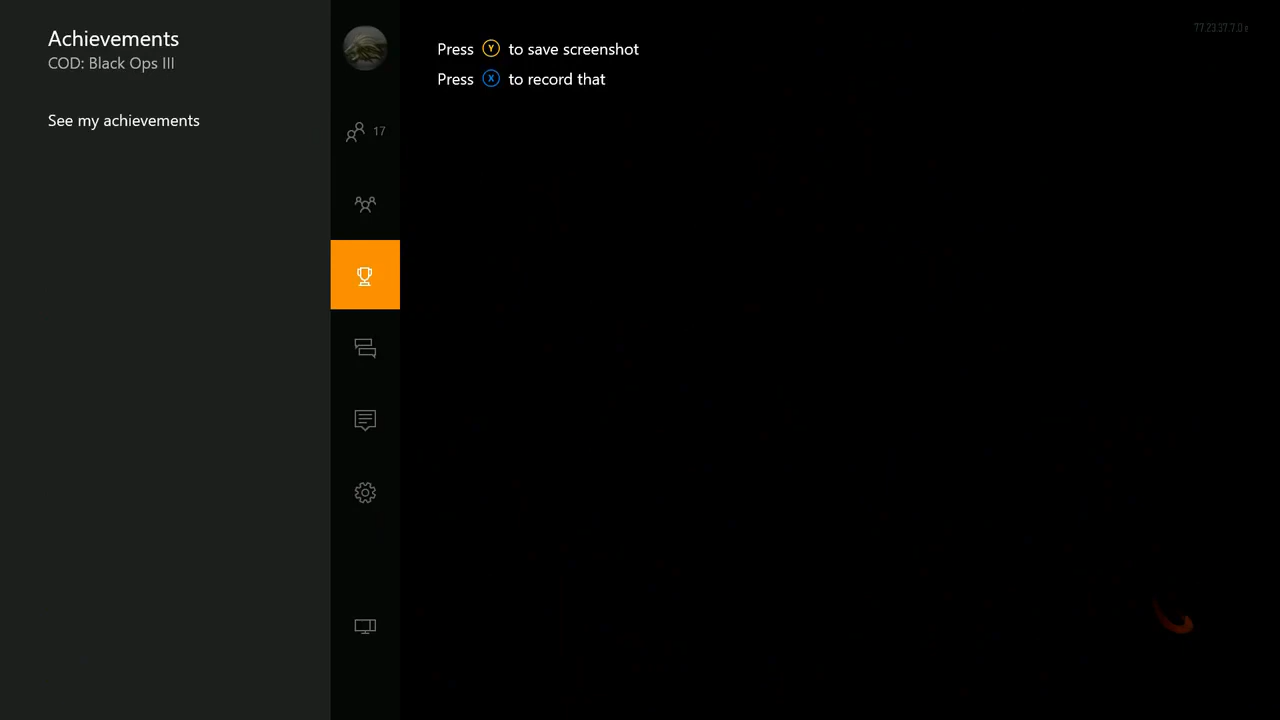 Achievements
COD: Black Ops III
See my achievements
17
Press Y to save screenshot
Press X to record that